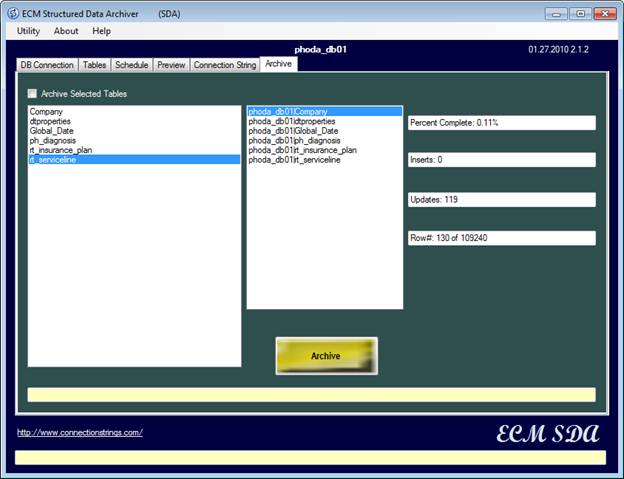 ECM Structured Data Archiver (SDA)
Utility About Help
phoda_db01 01.27.2010 2.1.2
DB Connection Tables Schedule Preview Connection String Archive
Archive Selected Tables
Company
dtproperties
Global_Date
ph_diagnosis
rt_insurance_plan
rt_serviceline
phoda_db01|Company
phoda_db01|dtproperties
phoda_db01|Global_Date
phoda_db01|ph_diagnosis
phoda_db01|rt_insurance_plan
phoda_db01|rt_serviceline
Percent Complete: 0.11%
Inserts: 0
Updates: 119
Row#: 130 of 109240
Archive
http://www.connectionstrings.com/
ECM SDA